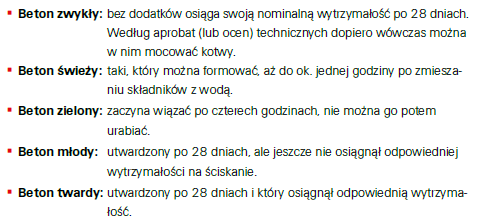 ▪ Beton zwykły: bez dodatków osiąga swoją nominalną wytrzymałość po 28 dniach.
Według aprobat (lub ocen) technicznych dopiero wówczas można
w nim mocować kotwy.
▪ Beton świeży: taki, który można formować, aż do ok. jednej godziny po zmiesza-
niu składników z wodą.
▪ Beton zielony: zaczyna wiązać po czterech godzinach, nie można go potem
urabiać.
▪ Beton młody: utwardzony po 28 dniach, ale jeszcze nie osiągnął odpowiedniej
wytrzymałości na ściskanie.
▪ Beton twardy: utwardzony po 28 dniach i który osiągnął odpowiednią wytrzyma-
łość.